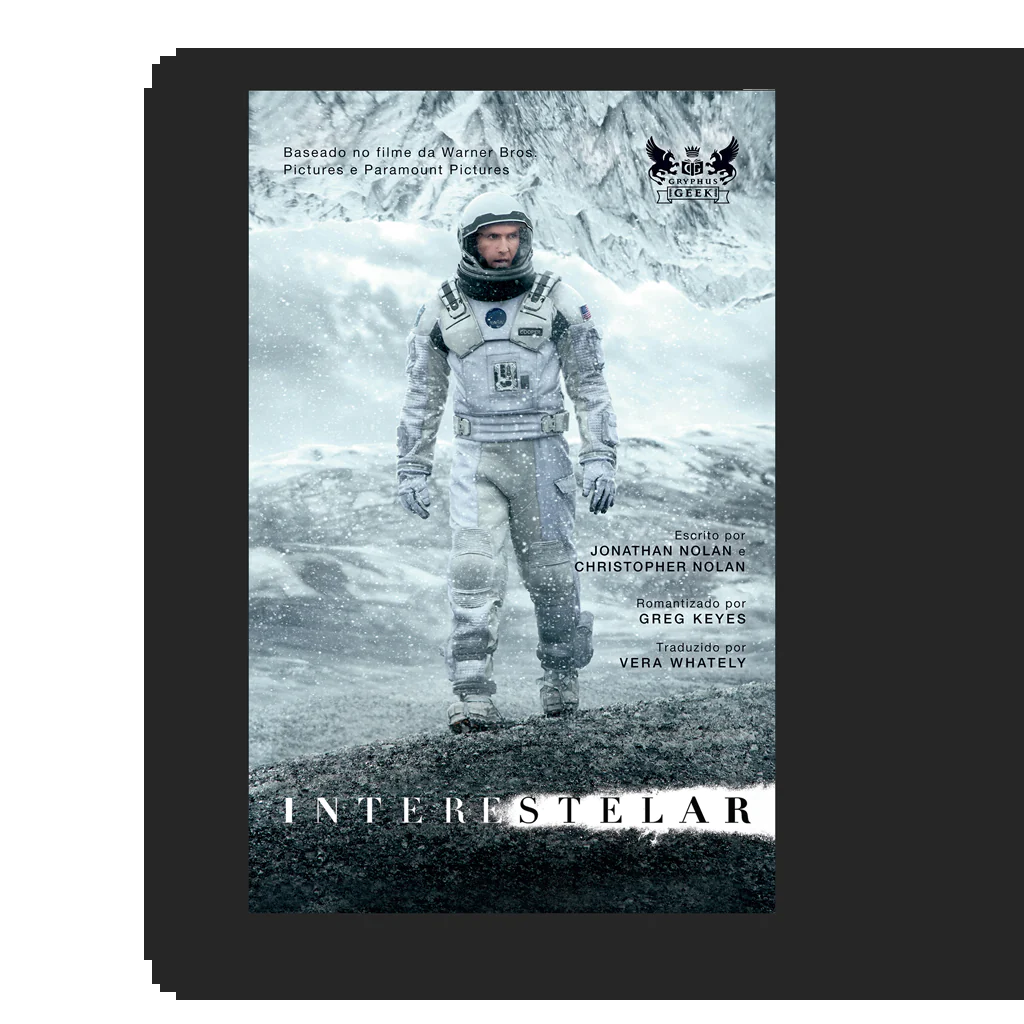 Baseado no filme da Warner Bros.
Pictures e Paramount Pictures
GRYPHUS
GEEK
COOPER
Escrito por
JONATHAN NOLAN e
CHRISTOPHER NOLAN
Romantizado por
GREG KEYES
Traduzido por
VERA WHATELY
INTERESTELAR